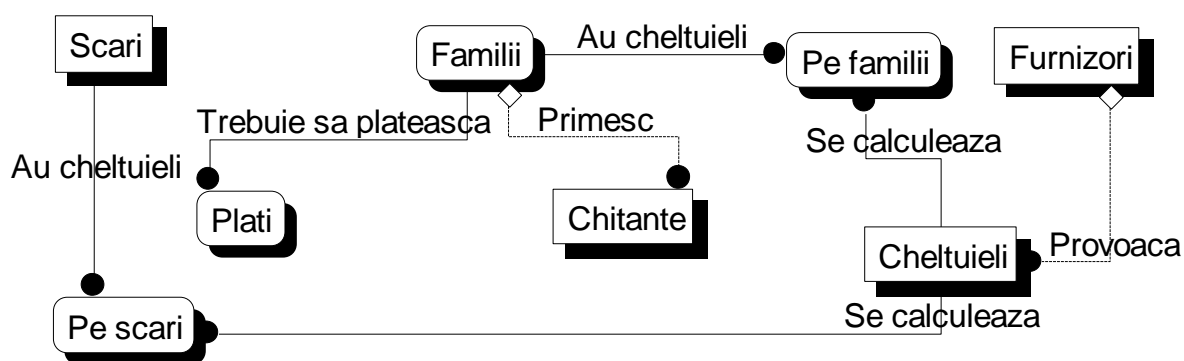 Scari
Familii
Au cheltuieli
Pe familii
Furnizori
Trebuie sa plateasca
Primesc
Se calculeaza
Au cheltuieli
Plati
Chitante
Cheltuieli
Provoaca
Pe scari
Se calculeaza